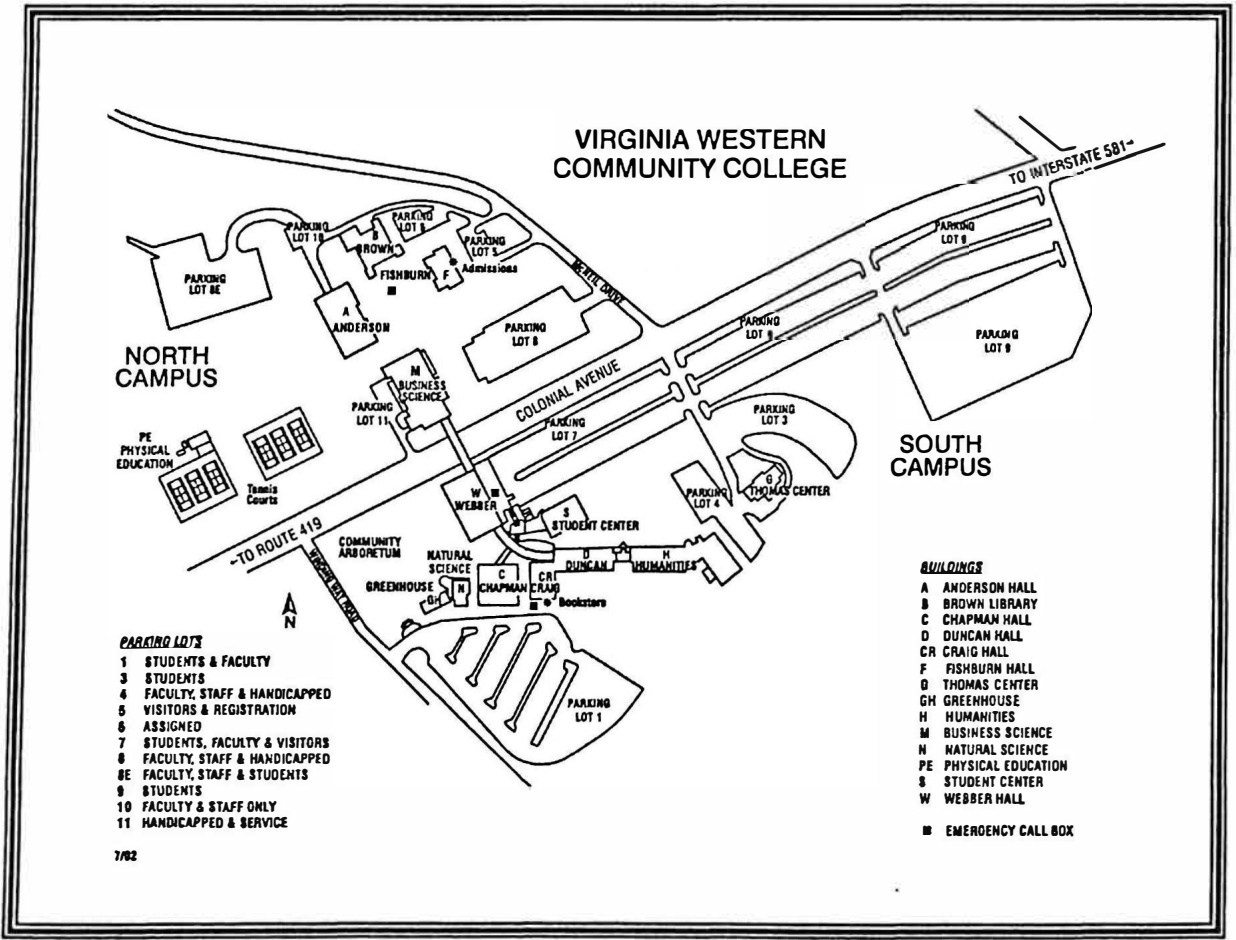 VIRGINIA WESTERN
COMMUNITY COLLEGE
TO INTERSTATE 581
PARKING
LOT 10
B
BROWN
PARKING
LOT 6
PARKING
LOT 5
PARKING
LOT 9
PARKING
LOT 8E
FISHBURN
F
Admissions
McNEIL DRIVE
A
ANDERSON
PARKING
LOT 8
PARKING
LOT 9
PARKING
LOT 9
NORTH
CAMPUS
M
BUSINESS
SCIENCE
COLONIAL AVENUE
PARKING
LOT 11
PARKING
LOT 7
PARKING
LOT 3
SOUTH
CAMPUS
PE
PHYSICAL
EDUCATION
Tennis
Courts
W
WEBBER
PARKING
LOT 4
G
THOMAS CENTER
S
STUDENT CENTER
TO ROUTE 419
COMMUNITY
ARBORETUM
NATURAL
SCIENCE
D
DUNCAN
H
HUMANITIES
GREENHOUSE
GH
N
C
CHAPMAN
CR
CRAIG
Bookstore
N
PARKING
LOT 1
PARKING LOTS
1 STUDENTS & FACULTY
3 STUDENTS
4 FACULTY, STAFF & HANDICAPPED
5 VISITORS & REGISTRATION
6 ASSIGNED
7 STUDENTS, FACULTY & VISITORS
8 FACULTY, STAFF & HANDICAPPED
8E FACULTY, STAFF & STUDENTS
9 STUDENTS
10 FACULTY & STAFF ONLY
11 HANDICAPPED & SERVICE
7/92
BUILDINGS
A ANDERSON HALL
B BROWN LIBRARY
C CHAPMAN HALL
D DUNCAN HALL
CR CRAIG HALL
F FISHBURN HALL
G THOMAS CENTER
GH GREENHOUSE
H HUMANITIES
M BUSINESS SCIENCE
N NATURAL SCIENCE
PE PHYSICAL EDUCATION
S STUDENT CENTER
W WEBBER HALL
EMERGENCY CALL BOX